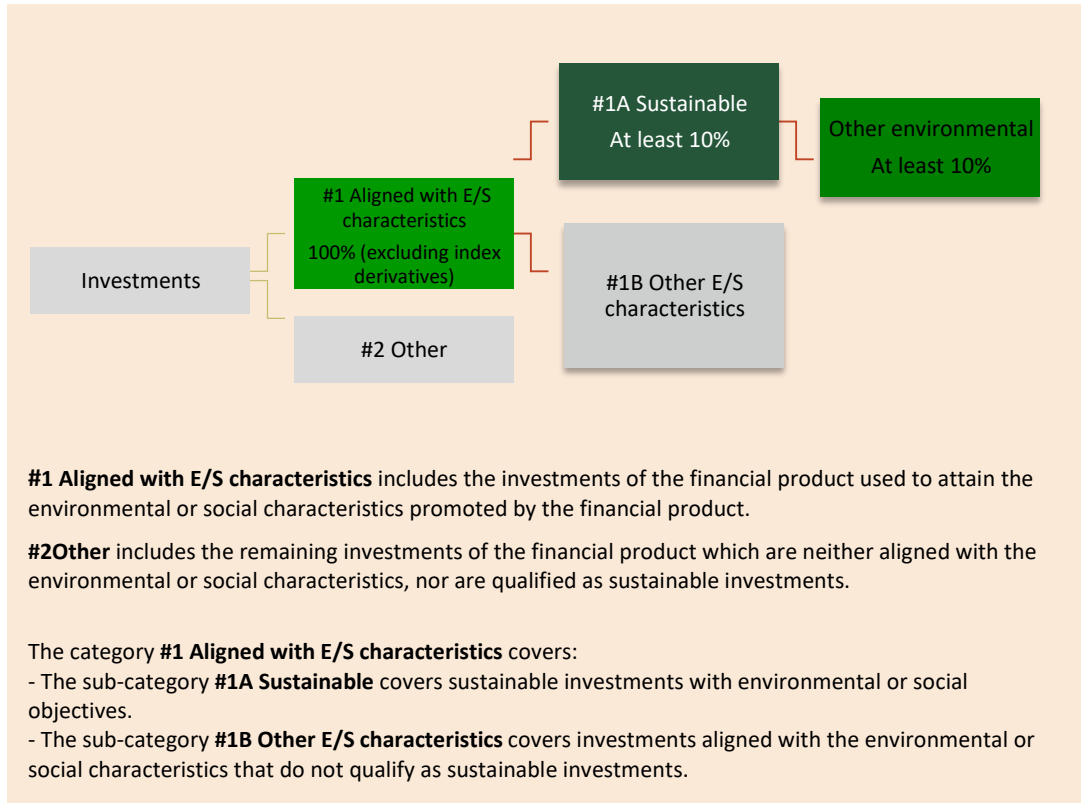 #1A Sustainable
At least 10%
Other environmental
At least 10%
#1 Aligned with E/S
characteristics
100% (excluding index
derivatives)
Investments
#1B Other E/S
characteristics
#2 Other
#1 Aligned with E/S characteristics includes the investments of the financial product used to attain the
environmental or social characteristics promoted by the financial product.
#2Other includes the remaining investments of the financial product which are neither aligned with the
environmental or social characteristics, nor are qualified as sustainable investments.
The category #1 Aligned with E/S characteristics covers:
- The sub-category #1A Sustainable covers sustainable investments with environmental or social
objectives.
- The sub-category #1B Other E/S characteristics covers investments aligned with the environmental or
social characteristics that do not qualify as sustainable investments.